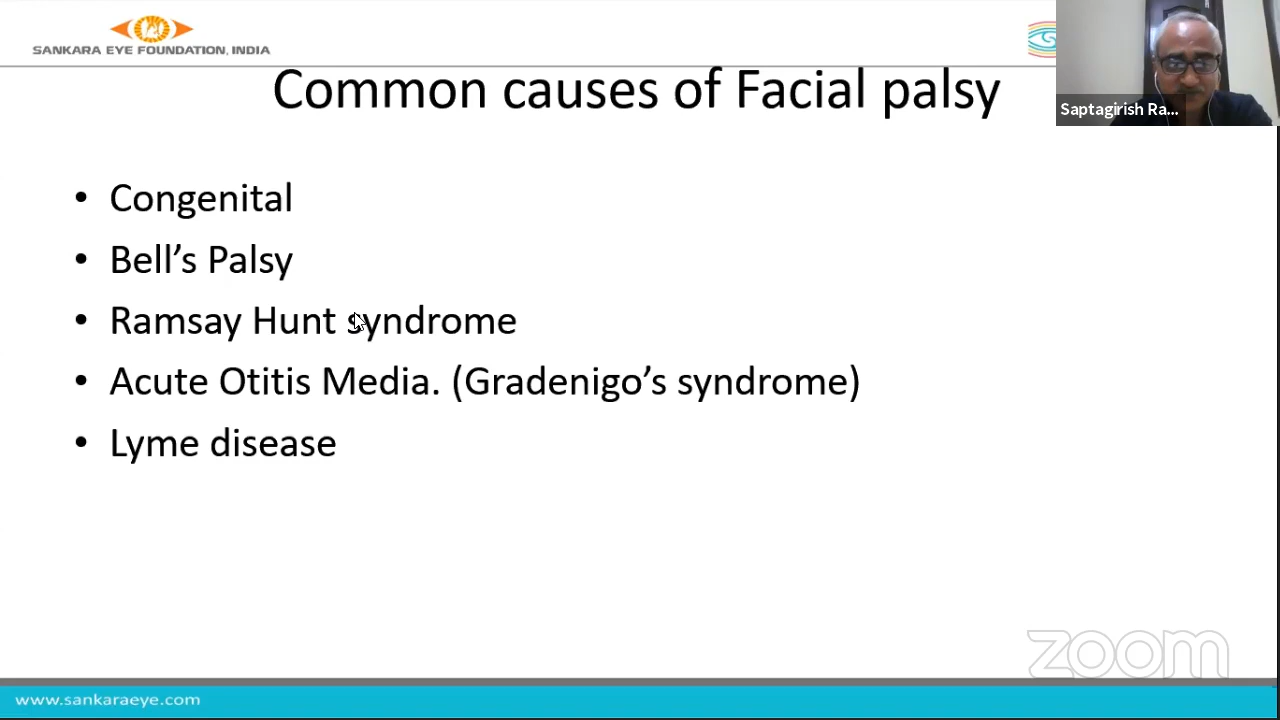 SANKARA EYE FOUNDATION, INDIA
Common causes of Facial palsy
Saptagirish Ra...
• Congenital
• Bell’s Palsy
• Ramsay Hunt syndrome
• Acute Otitis Media. (Gradenigo’s syndrome)
• Lyme disease
zoom
www.sankaraeye.com